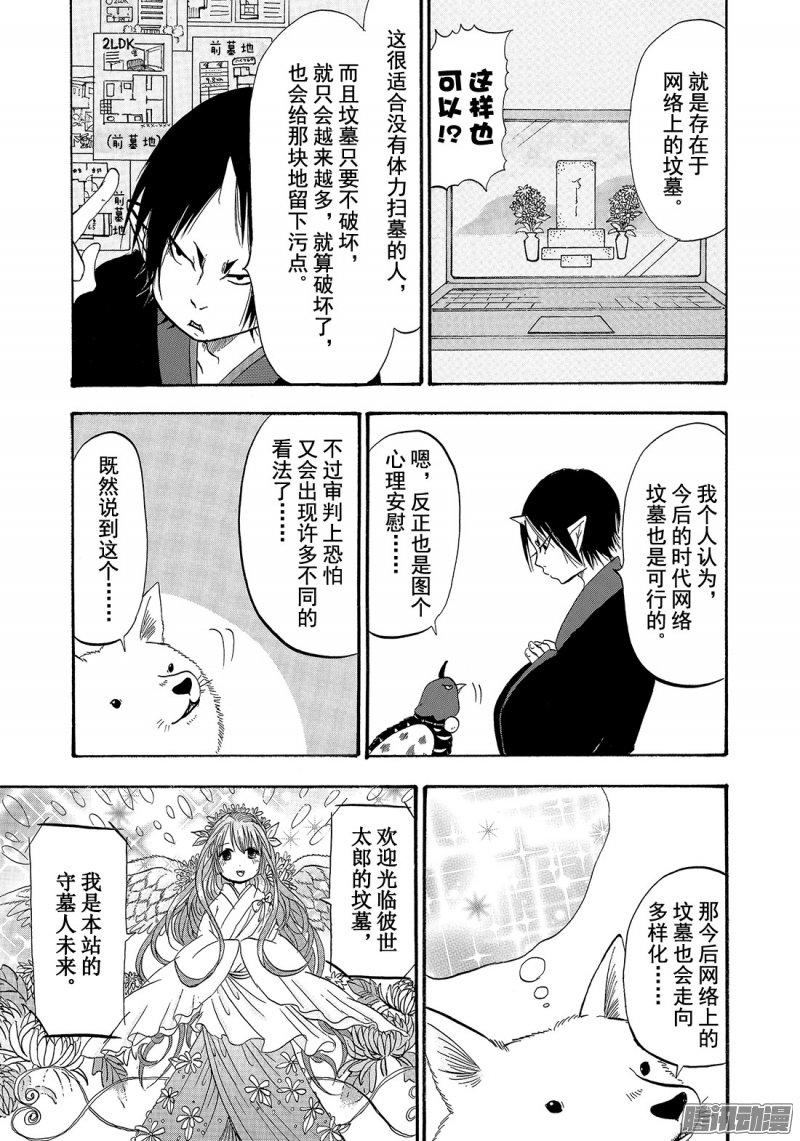 就是存在于
网络上的坟墓。
这样也
可以!?
这很适合没有体力扫墓的人，
而且坟墓只要不破坏，
就只会越来越多，就算破坏了，
也会给那块地留下污点。
2LDK
前墓地
(前墓地)
前墓地
我个人认为，
今后的时代网络
坟墓也是可行的。
嗯，反正也是图个
心理安慰……
不过审判上恐怕
又会出现许多不同的
看法了……
既然说到这个……
那今后网络上的
坟墓也会走向
多样化……
欢迎光临彼世
太郎的坟墓，
我是本站的
守墓人未来。
腾讯动漫